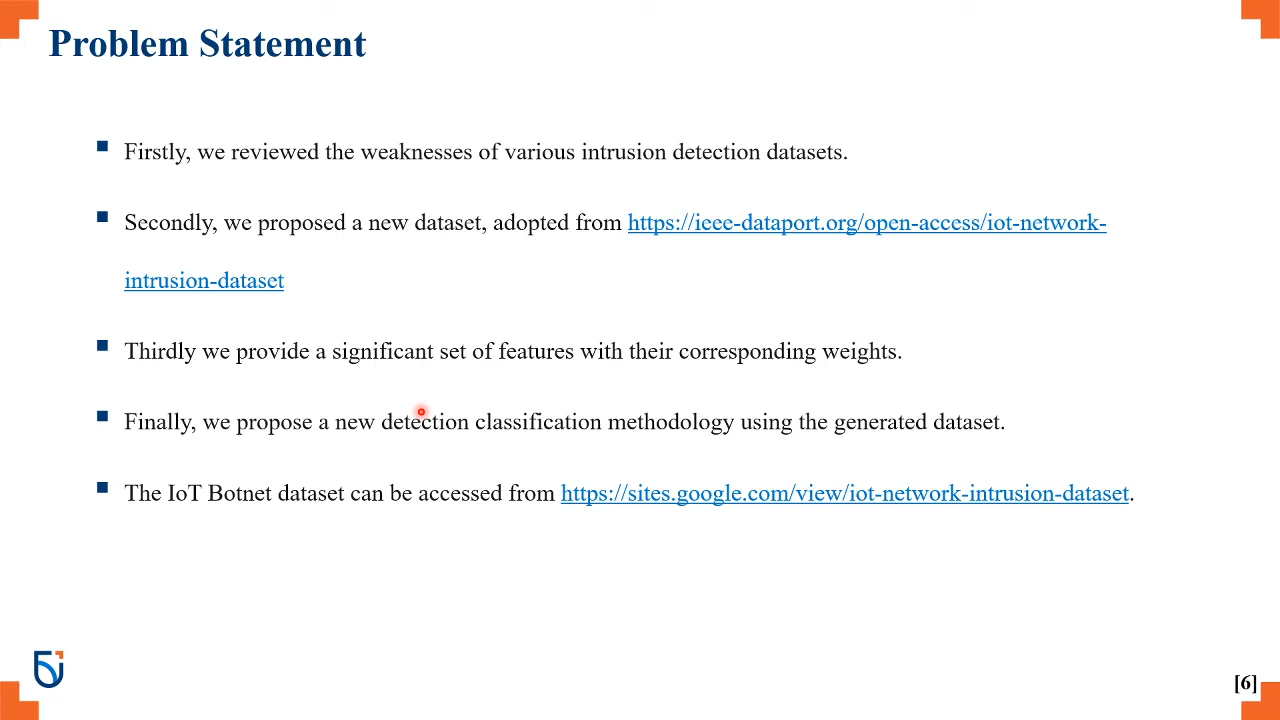 Problem Statement
Firstly, we reviewed the weaknesses of various intrusion detection datasets.
Secondly, we proposed a new dataset, adopted from https://ieee-dataport.org/open-access/iot-network-
intrusion-dataset
Thirdly we provide a significant set of features with their corresponding weights.
Finally, we propose a new detection classification methodology using the generated dataset.
The IoT Botnet dataset can be accessed from https://sites.google.com/view/iot-network-intrusion-dataset.
[6]